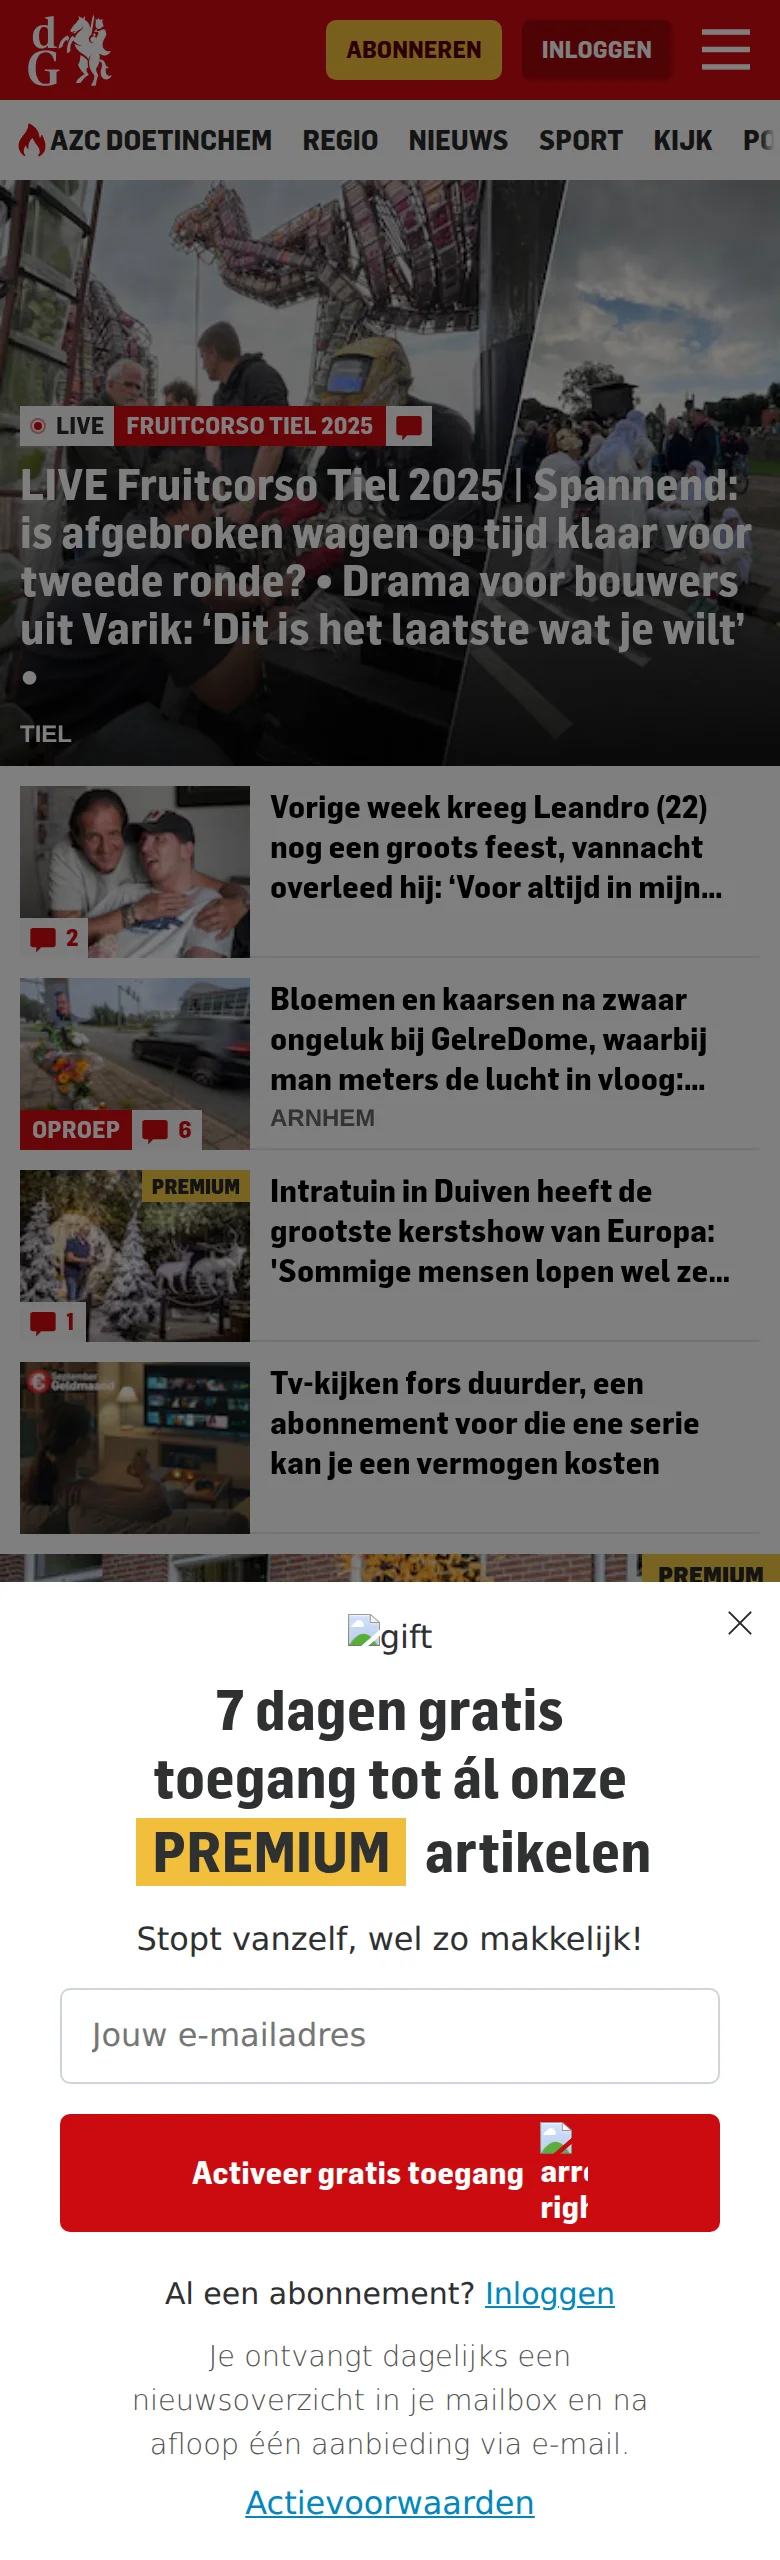 dG
ABONNEREN
INLOGGEN
AZC DOETINCHEM REGIO NIEUWS SPORT KIJK PO
LIVE FRUITCORSO TIEL 2025
LIVE Fruitcorso Tiel 2025 | Spannend:
is afgebroken wagen op tijd klaar voor
tweede ronde? • Drama voor bouwers
uit Varik: ‘Dit is het laatste wat je wilt’
•
TIEL
Vorige week kreeg Leandro (22)
nog een groots feest, vannacht
overleed hij: ‘Voor altijd in mijn...
2
Bloemen en kaarsen na zwaar
ongeluk bij GelreDome, waarbij
man meters de lucht in vloog:...
ARNHEM
OPROEP 6
PREMIUM
Intratuin in Duiven heeft de
grootste kerstshow van Europa:
'Sommige mensen lopen wel ze...
1
September
Geldmaand
Tv-kijken fors duurder, een
abonnement voor die ene serie
kan je een vermogen kosten
PREMIUM
gift
7 dagen gratis
toegang tot ál onze
PREMIUM artikelen
Stopt vanzelf, wel zo makkelijk!
Jouw e-mailadres
Activeer gratis toegang
arro
righ
Al een abonnement? Inloggen
Je ontvangt dagelijks een
nieuwsoverzicht in je mailbox en na
afloop één aanbieding via e-mail.
Actievoorwaarden